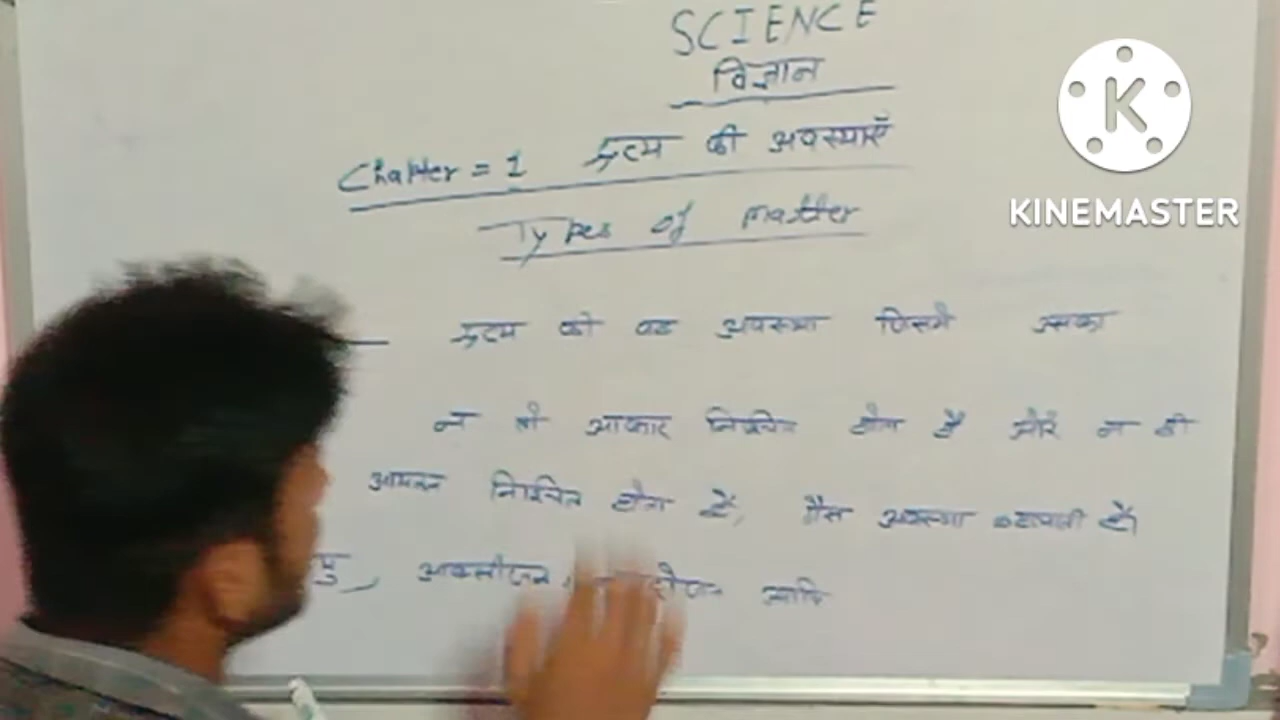 SCIENCE
विज्ञान
Chapter = 1 द्रव्य की अवस्थाएँ
Types of matter
द्रव्य की वह अवस्था जिसमें उसका
न तो आकार निश्चित होता है और न ही
आयतन निश्चित होता है, गैस अवस्था कहलाती है।
आक्सीजन, आदि
K
KINEMASTER